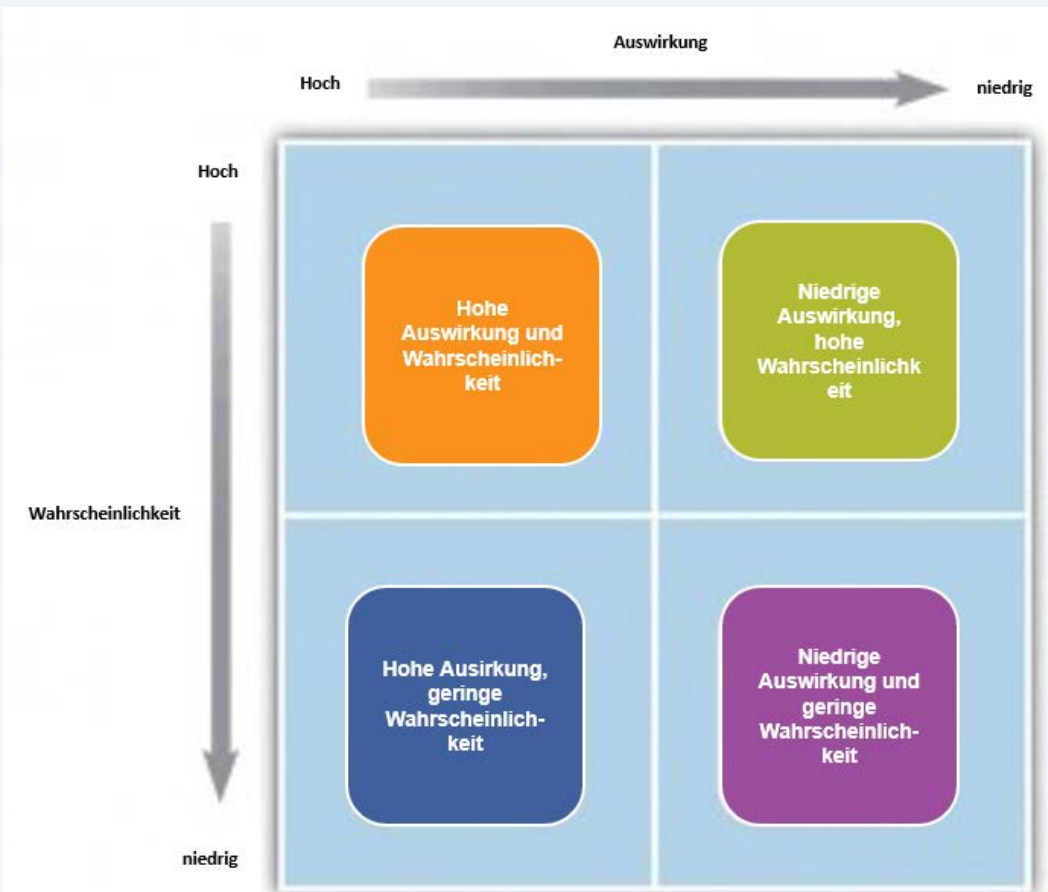 Auswirkung
Hoch
niedrig
Hoch
Hohe
Auswirkung und
Wahrscheinlich-
keit
Niedrige
Auswirkung,
hohe
Wahrscheinlichk
eit
Wahrscheinlichkeit
Hohe Ausirkung,
geringe
Wahrscheinlich-
keit
Niedrige
Auswirkung und
geringe
Wahrscheinlich-
keit
niedrig